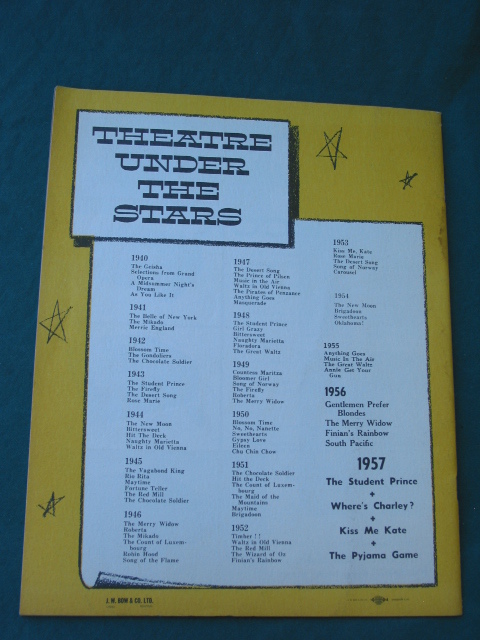 THEATRE
UNDER
THE
STARS
1940
The Geisha
Selections from Grand
Opera
A Midsummer Night's
Dream
As You Like It
1941
The Belle of New York
The Mikado
Merrie England
1942
Blossom Time
The Gondoliers
The Chocolate Soldier
1943
The Student Prince
The Firefly
The Desert Song
Rose Marie
1944
The New Moon
Bittersweet
Hit The Deck
Naughty Marietta
Waltz in Old Vienna
1945
The Vagabond King
Rio Rita
Maytime
Fortune Teller
The Red Mill
The Chocolate Soldier
1946
The Merry Widow
Roberta
The Mikado
The Count of Luxem-
bourg
Robin Hood
Song of the Flame
1947
The Desert Song
The Prince of Pilsen
Music in the Air
Waltz in Old Vienna
The Pirates of Penzance
Anything Goes
Masquerade
1948
The Student Prince
Girl Crazy
Bittersweet
Naughty Marietta
Florodora
The Great Waltz
1949
Countess Maritza
Bloomer Girl
Song of Norway
The Firefly
Roberta
The Merry Widow
1950
Blossom Time
No, No, Nanette
Sweethearts
Gypsy Love
Eileen
Chu Chin Chow
1951
The Chocolate Soldier
Hit the Deck
The Count of Luxem-
bourg
The Maid of the
Mountains
Maytime
Brigadoon
1952
Timber !!
Waltz in Old Vienna
The Red Mill
The Wizard of Oz
Finian's Rainbow
1953
Kiss Me, Kate
Rose Marie
The Desert Song
Song of Norway
Carousel
1954
The New Moon
Brigadoon
Sweethearts
Oklahoma!
1955
Anything Goes
Music In The Air
The Great Waltz
Annie Get Your
Gun
1956
Gentlemen Prefer
Blondes
The Merry Widow
Finian's Rainbow
South Pacific
1957
The Student Prince
+
Where's Charley?
+
Kiss Me Kate
+
The Pyjama Game
J. W. BOW & CO. LTD.